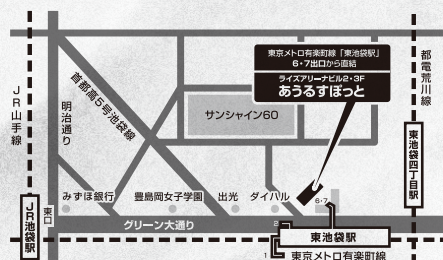 東京メトロ有楽町線「東池袋駅」
6・7出口から直結
ライズアリーナビル2・3F
あうるすぽっと
都電荒川線
JR山手線
首都高5号池袋線
明治通り
サンシャイン60
東池袋四丁目駅
みずほ銀行
豊島岡女子学園
出光
ダイハツ
6・7
JR池袋駅
東口
グリーン大通り
2
東池袋駅
1
東京メトロ有楽町線